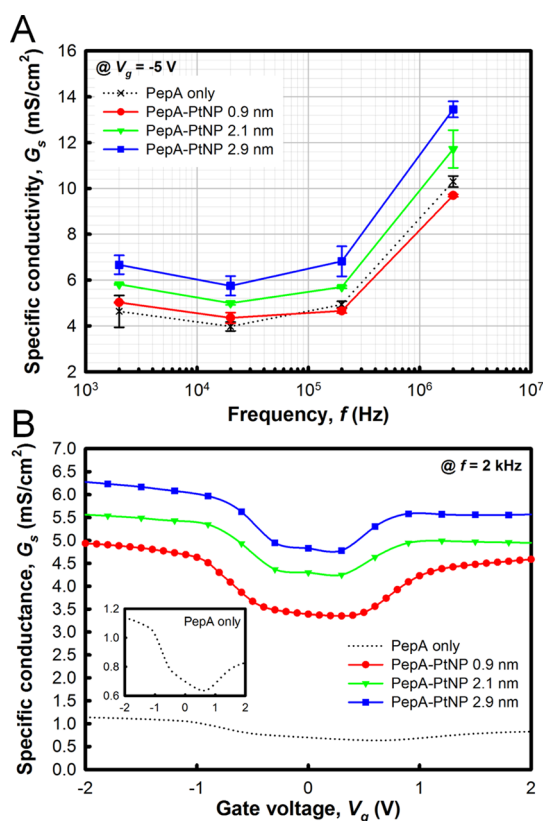 A
@ Vg = -5 V
PepA only
PepA-PtNP 0.9 nm
PepA-PtNP 2.1 nm
PepA-PtNP 2.9 nm
Specific conductivity, Gs (mS/cm²)
16
14
12
10
8
6
4
2
10³ 10⁴ 10⁵ 10⁶ 10⁷
Frequency, f (Hz)
B
@ f = 2 kHz
Specific conductance, Gs (mS/cm²)
7.0
6.5
6.0
5.5
5.0
4.5
4.0
3.5
3.0
2.5
2.0
1.5
1.0
0.5
0.0
PepA only
1.2
1.0
0.8
0.6
-2 -1 0 1 2
PepA only
PepA-PtNP 0.9 nm
PepA-PtNP 2.1 nm
PepA-PtNP 2.9 nm
-2 -1 0 1 2
Gate voltage, Vg (V)